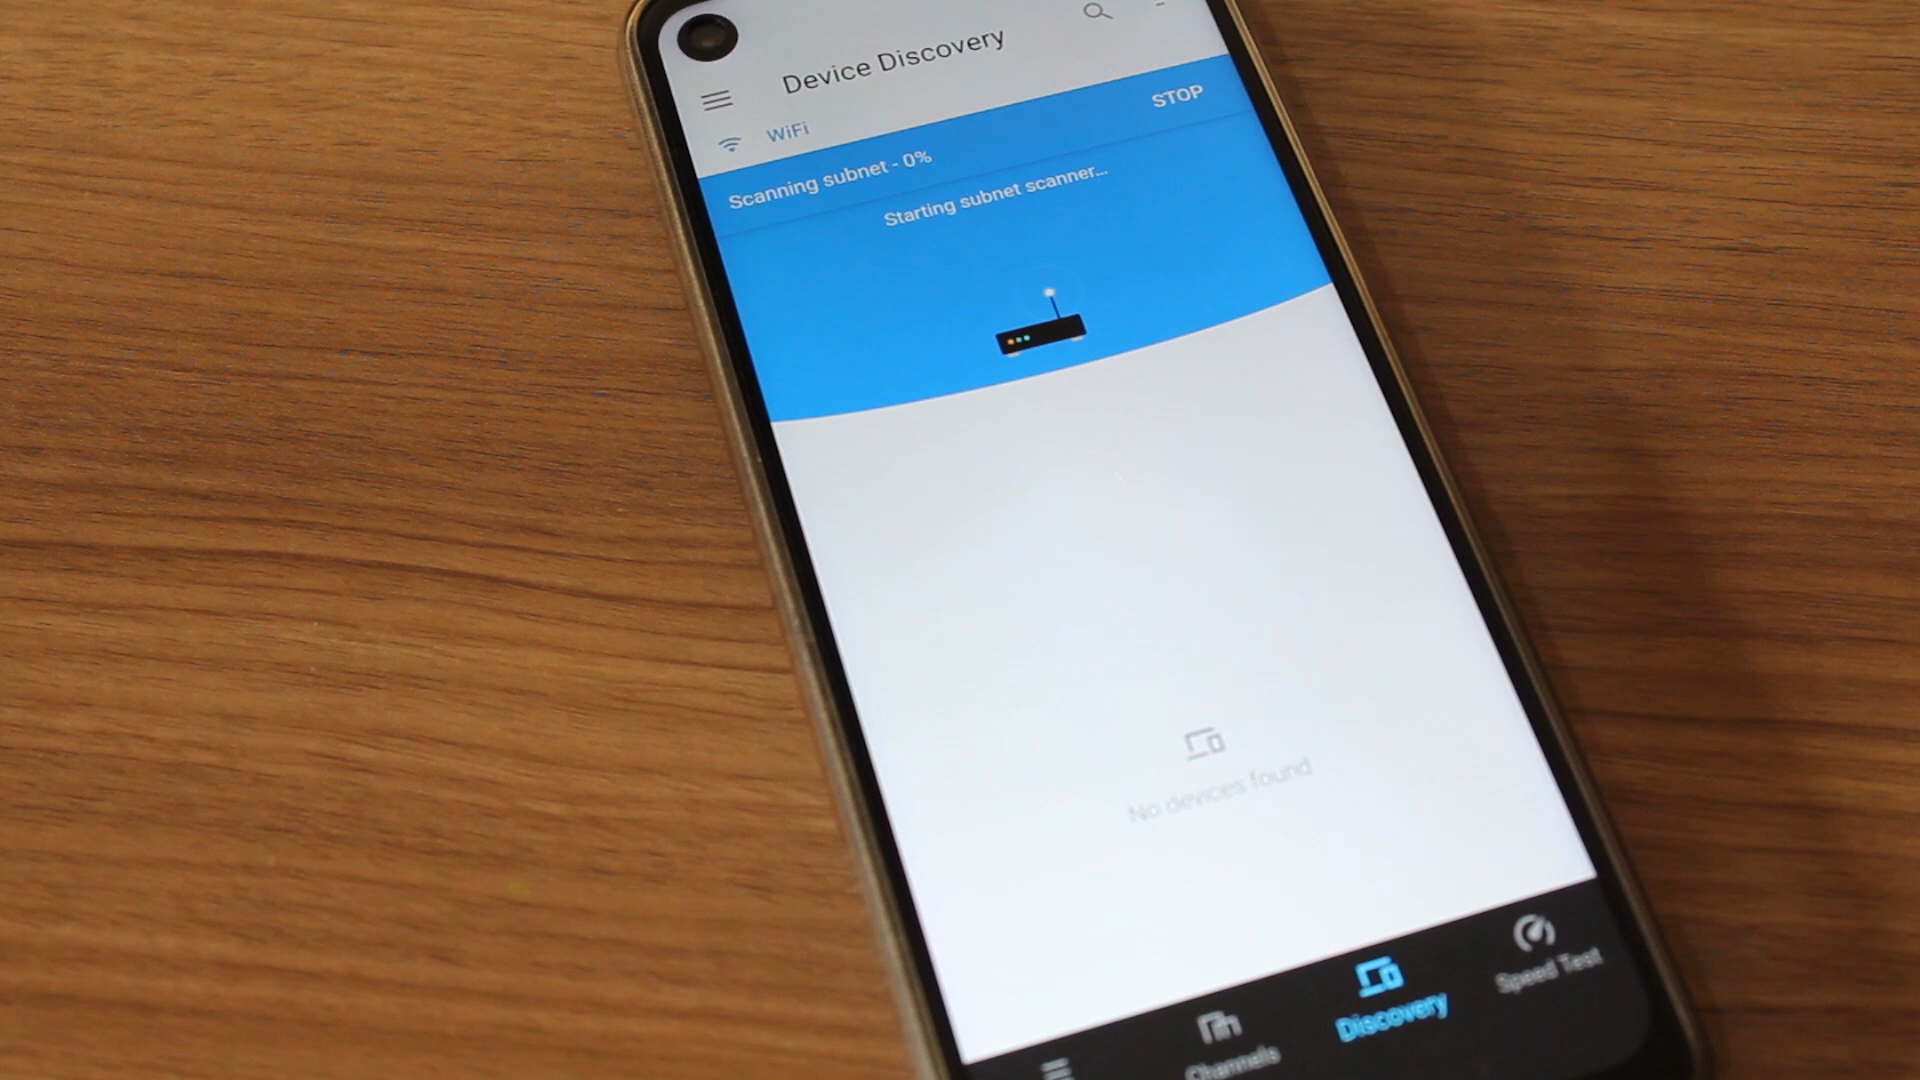 Device Discovery
WiFi
STOP
Scanning subnet - 0%
Starting subnet scanner...
No devices found
Channels
Discovery
Speed Test